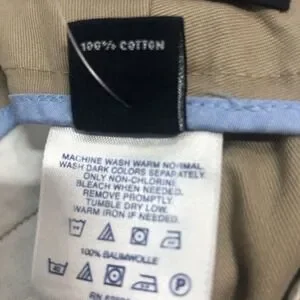 100% COTTON
MACHINE WASH WARM NORMAL.
WASH DARK COLORS SEPARATELY.
ONLY NON-CHLORINE
BLEACH WHEN NEEDED.
REMOVE PROMPTLY.
TUMBLE DRY LOW.
WARM IRON IF NEEDED.
100% BAUMWOLLE
P
RN